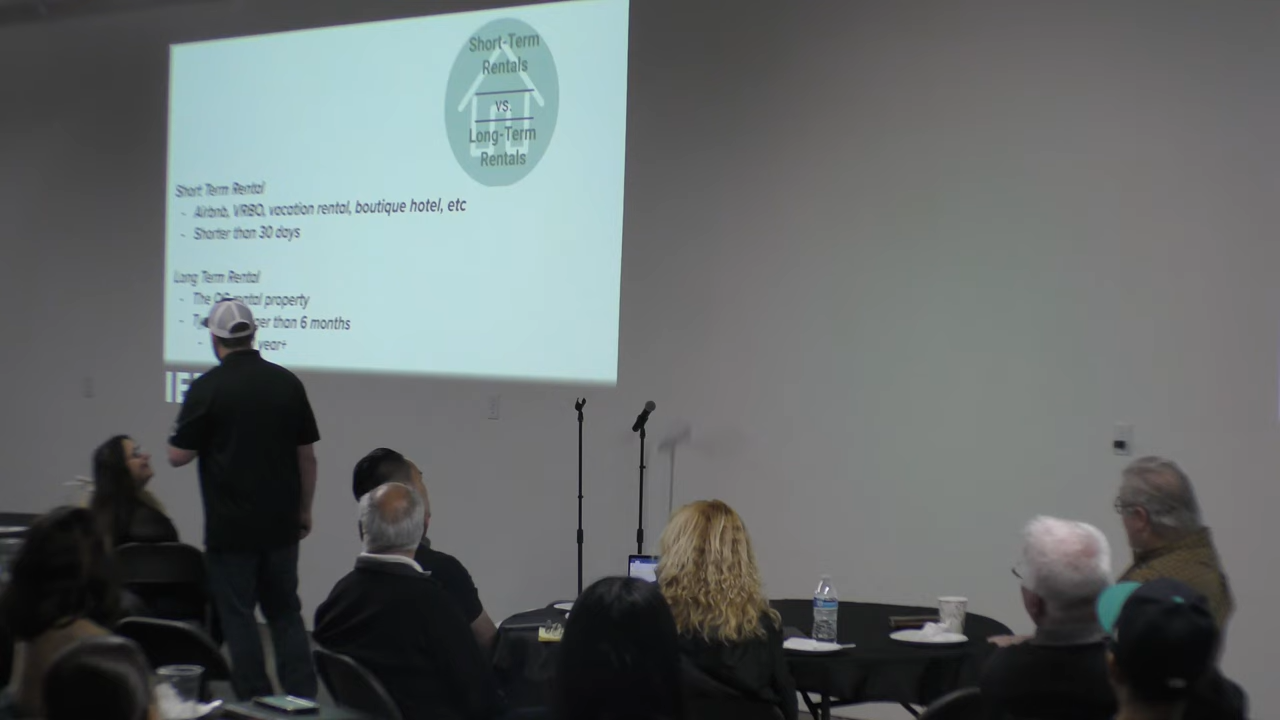 Short-Term
Rentals
vs.
Long-Term
Rentals
Short Term Rental
- Airbnb, VRBO, vacation rental, boutique hotel, etc
- Shorter than 30 days
Long Term Rental
- The rental property
- than 6 months
- year+